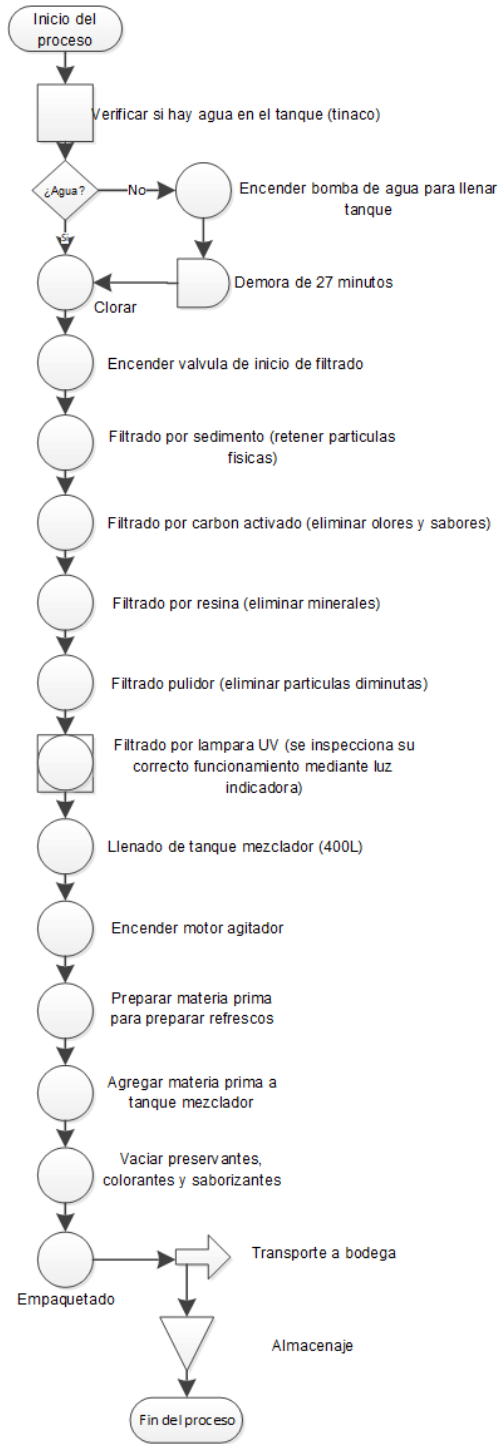 Inicio del
proceso
Verificar si hay agua en el tanque (tinaco)
¿Agua?
No
Encender bomba de agua para llenar
tanque
Si
Demora de 27 minutos
Clorar
Encender valvula de inicio de filtrado
Filtrado por sedimento (retener particulas
fisicas)
Filtrado por carbon activado (eliminar olores y sabores)
Filtrado por resina (eliminar minerales)
Filtrado pulidor (eliminar particulas diminutas)
Filtrado por lampara UV (se inspecciona su
correcto funcionamiento mediante luz
indicadora)
Llenado de tanque mezclador (400L)
Encender motor agitador
Preparar materia prima
para preparar refrescos
Agregar materia prima a
tanque mezclador
Vaciar preservantes,
colorantes y saborizantes
Transporte a bodega
Empaquetado
Almacenaje
Fin del proceso